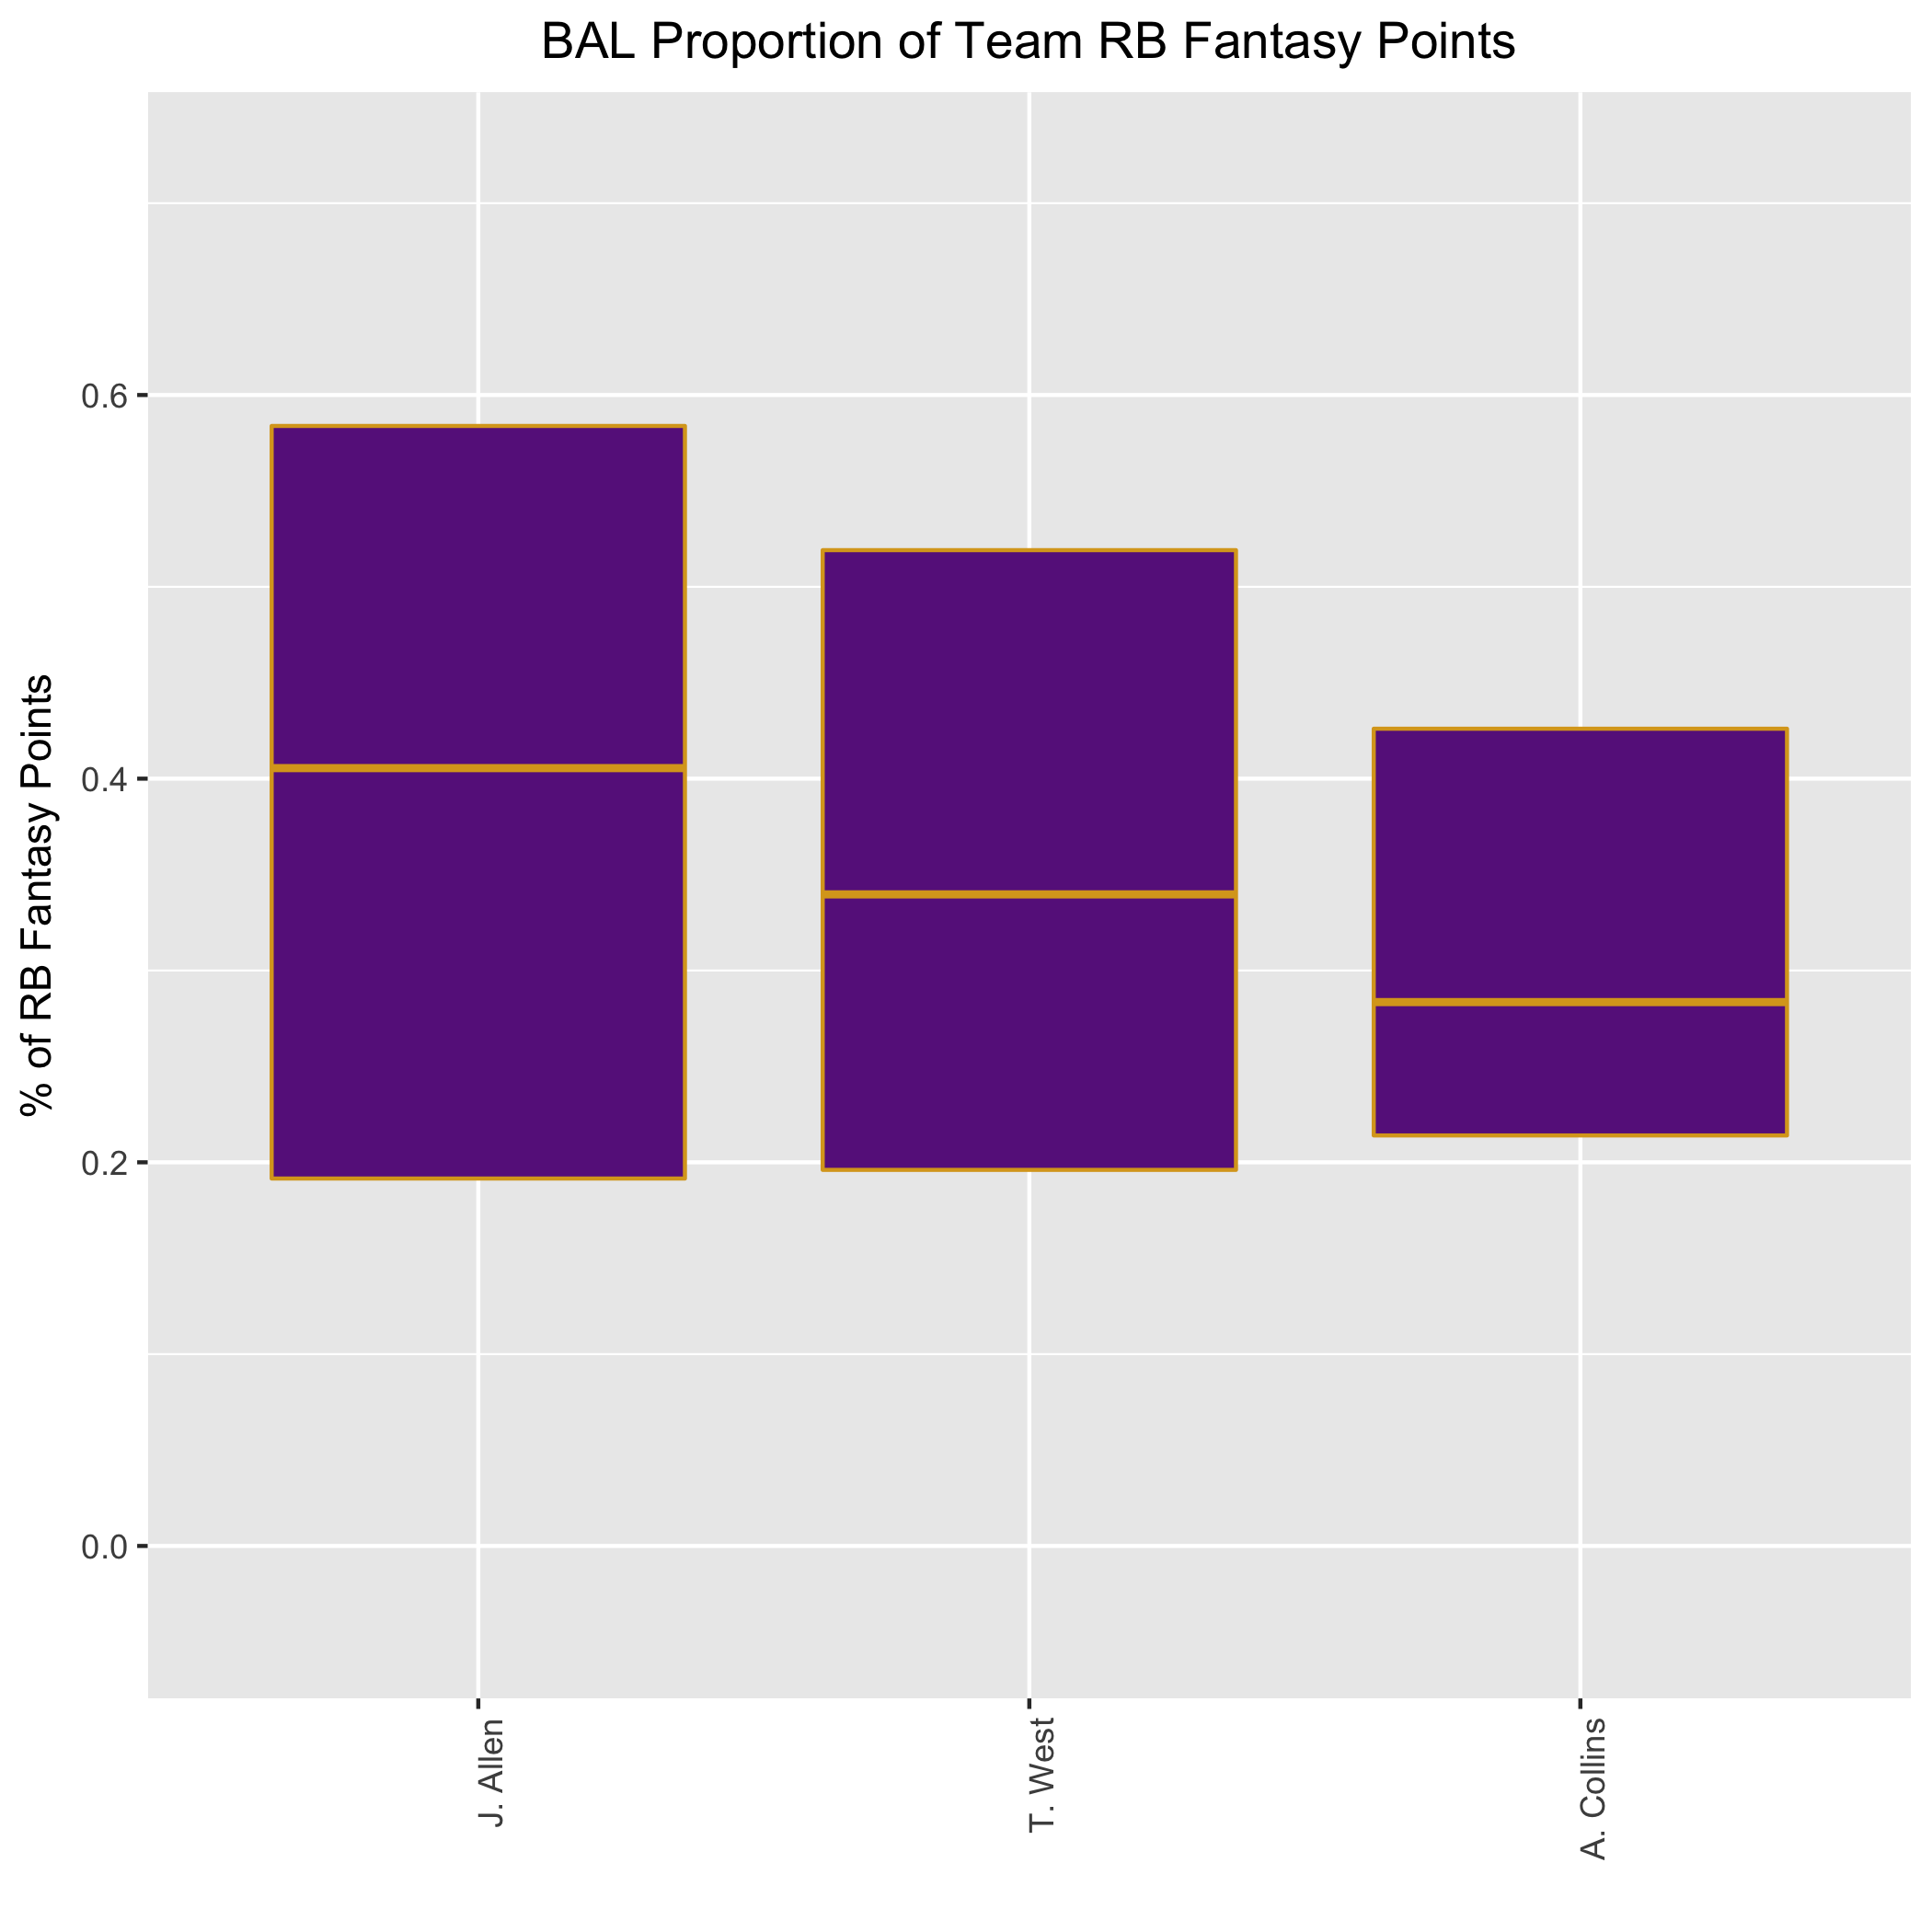 BAL Proportion of Team RB Fantasy Points
% of RB Fantasy Points
0.6
0.4
0.2
0.0
J. Allen
T. West
A. Collins